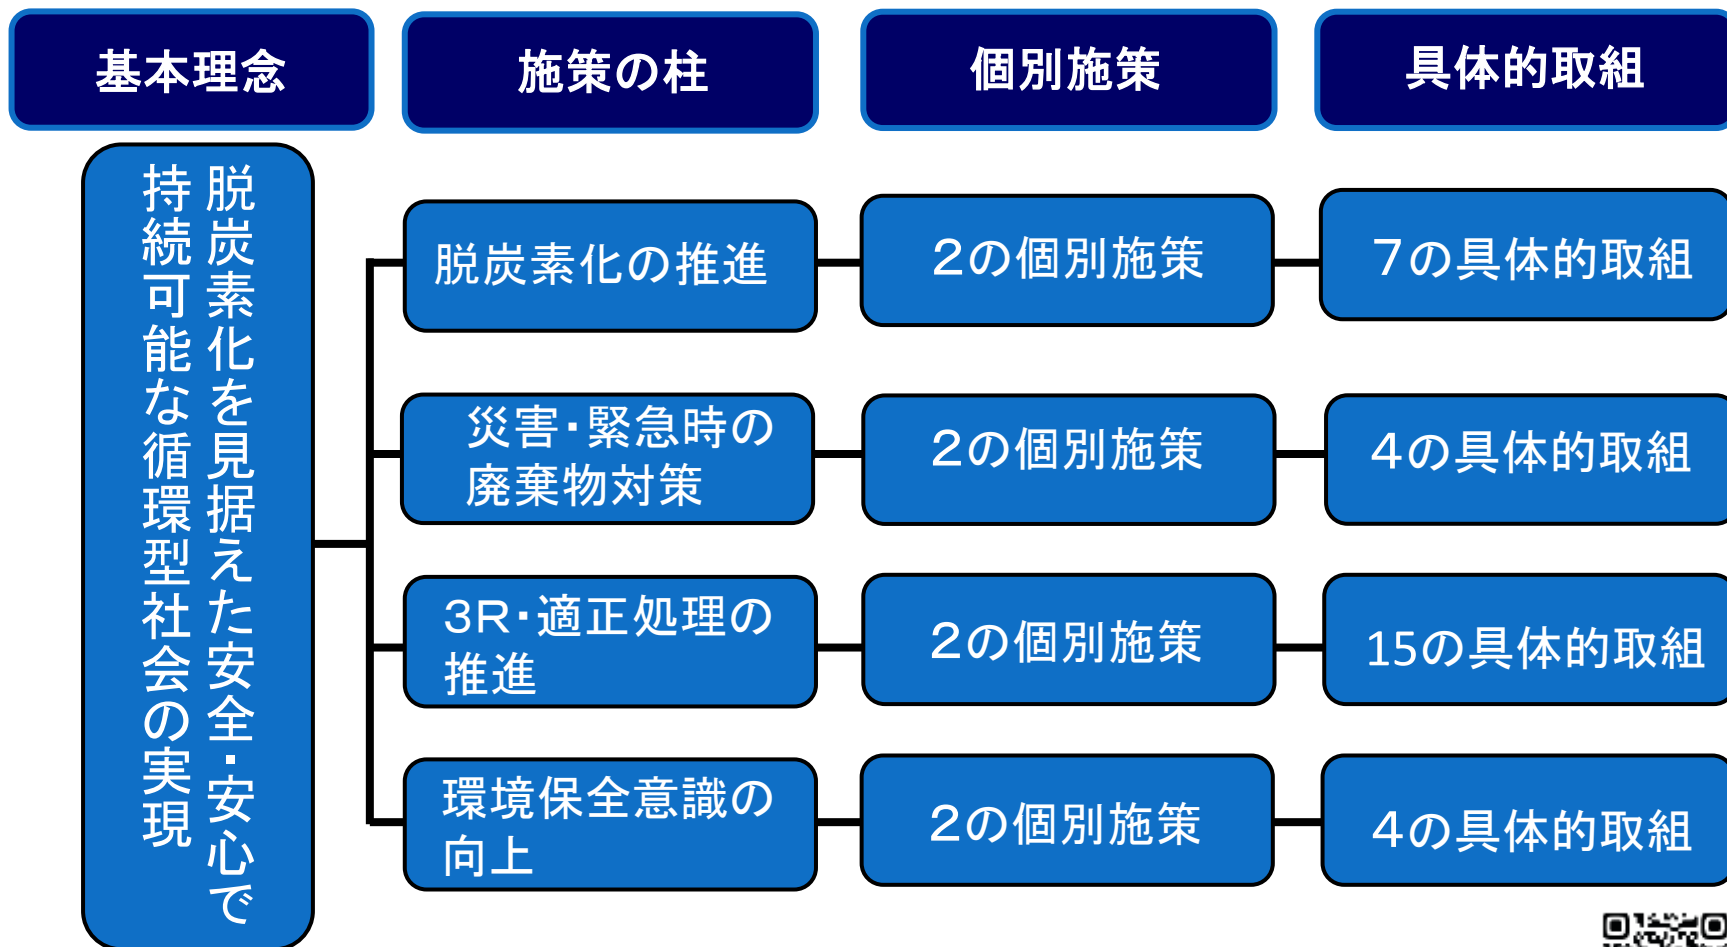 基本理念
施策の柱
個別施策
具体的取組
脱炭素化を見据えた安全・安心で
持続可能な循環型社会の実現
脱炭素化の推進
２の個別施策
７の具体的取組
災害・緊急時の
廃棄物対策
２の個別施策
４の具体的取組
３Ｒ・適正処理の
推進
２の個別施策
15の具体的取組
環境保全意識の
向上
２の個別施策
４の具体的取組